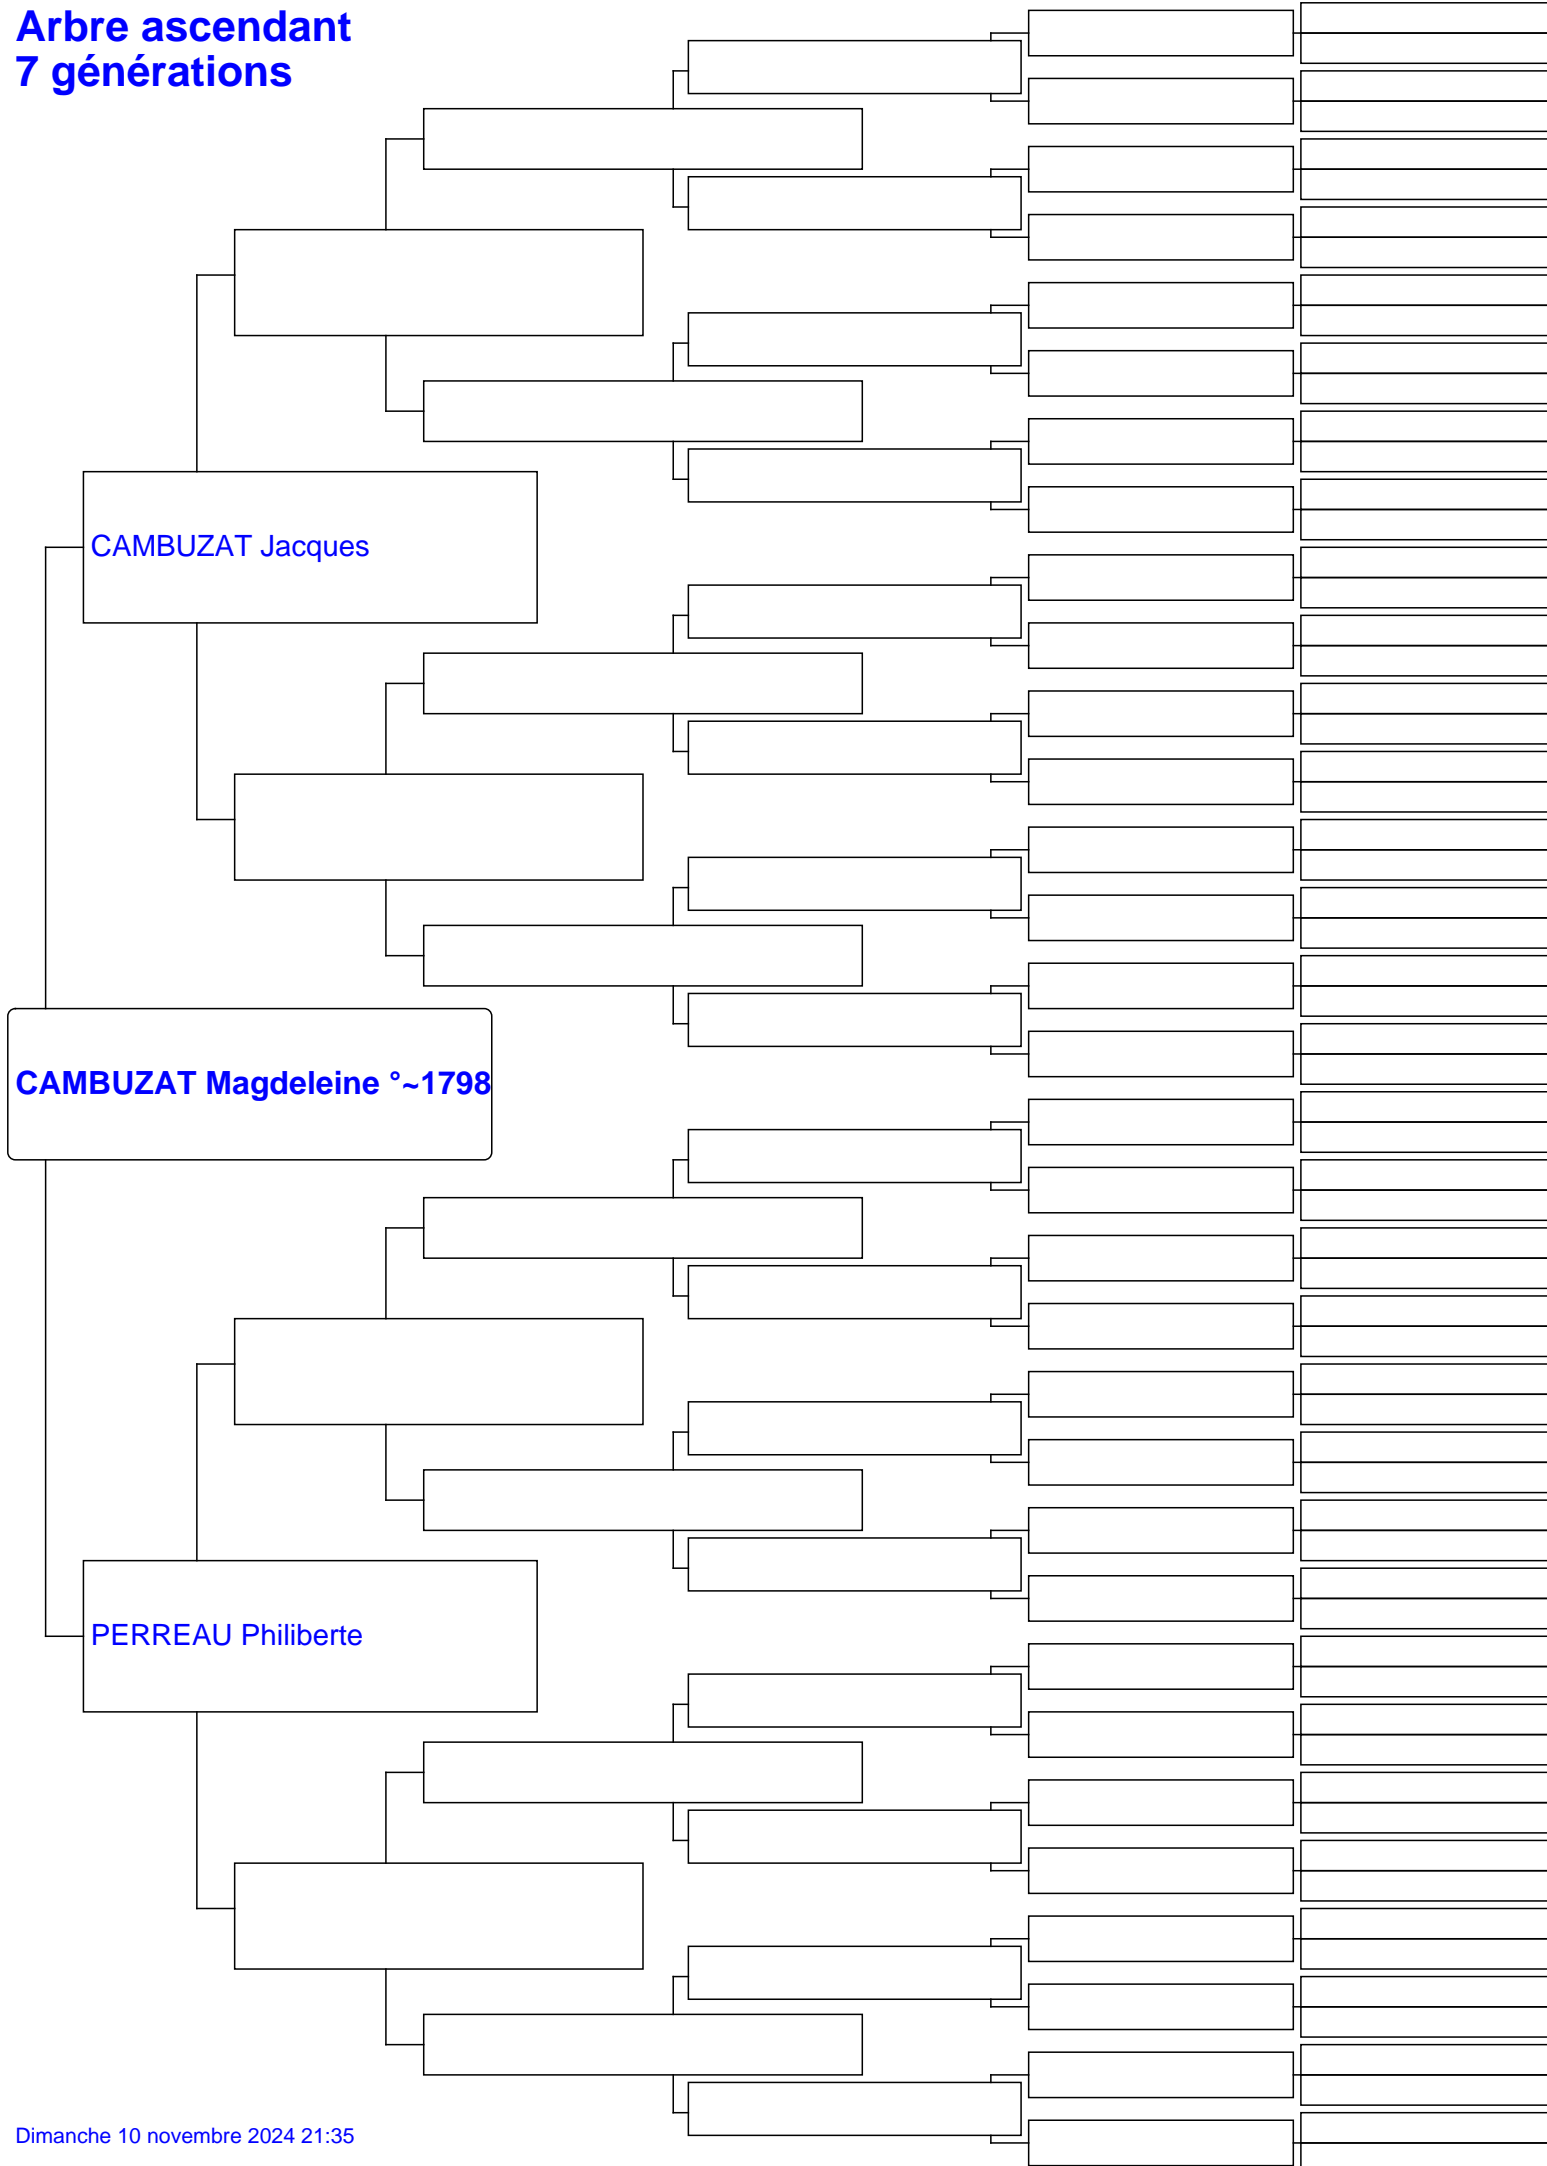 Arbre ascendant
7 générations
CAMBUZAT Jacques
CAMBUZAT Magdeleine °~1798
PERREAU Philiberte
Dimanche 10 novembre 2024 21:35